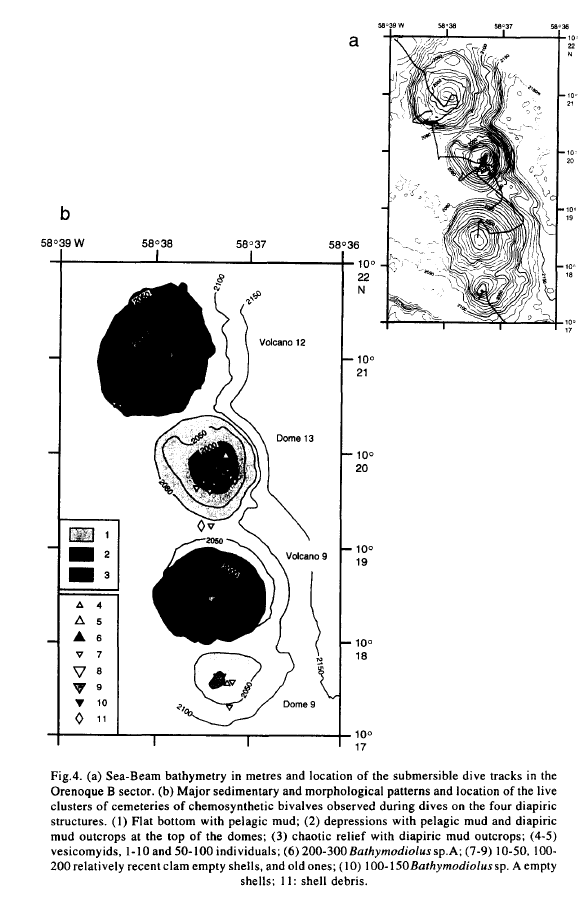 58°39 W 58°38 58°37 58°36
a
10°
22
N
10°
21
10°
20
10°
19
10°
18
10°
17
b
58°39 W 58°38 58°37 58°36
10°
22
N
2100
2150
Volcano 12
10°
21
Dome 13
2050
2000
10°
20
2050
Volcano 9
10°
19
2050
1
2
3
4
5
6
7
8
9
10
11
10°
18
2150
2050
2100
Dome 9
10°
17
Fig.4. (a) Sea-Beam bathymetry in metres and location of the submersible dive tracks in the
Orenoque B sector. (b) Major sedimentary and morphological patterns and location of the live
clusters of cemeteries of chemosynthetic bivalves observed during dives on the four diapiric
structures. (1) Flat bottom with pelagic mud; (2) depressions with pelagic mud and diapiric
mud outcrops at the top of the domes; (3) chaotic relief with diapiric mud outcrops; (4-5)
vesicomyids, 1-10 and 50-100 individuals; (6) 200-300 Bathymodiolus sp.A; (7-9) 10-50, 100-
200 relatively recent clam empty shells, and old ones; (10) 100-150 Bathymodiolus sp. A empty
shells; 11: shell debris.